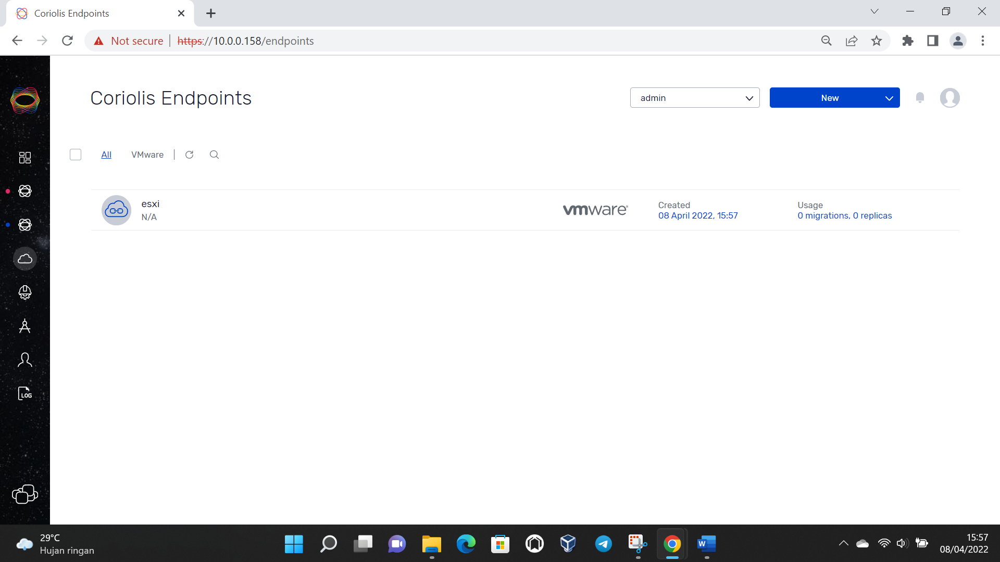 Coriolis Endpoints
Not secure
https://10.0.0.158/endpoints
Coriolis Endpoints
admin
New
All
VMware
esxi
N/A
vmware®
Created
08 April 2022, 15:57
Usage
0 migrations, 0 replicas
LOG
29°C
Hujan ringan
W
15:57
08/04/2022